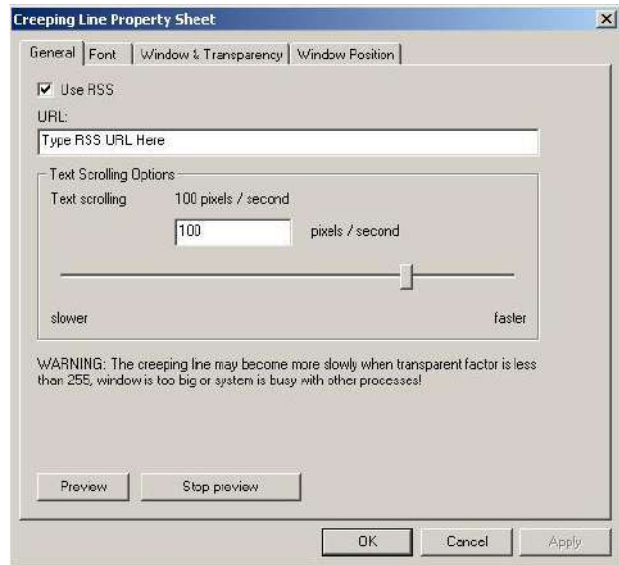 Creeping Line Property Sheet
General Font Window & Transparency Window Position
Use RSS
URL:
Type RSS URL Here
Text Scrolling Options
Text scrolling 100 pixels / second
100 pixels / second
slower faster
WARNING: The creeping line may become more slowly when transparent factor is less
than 255, window is too big or system is busy with other processes!
Preview Stop preview
OK Cancel Apply